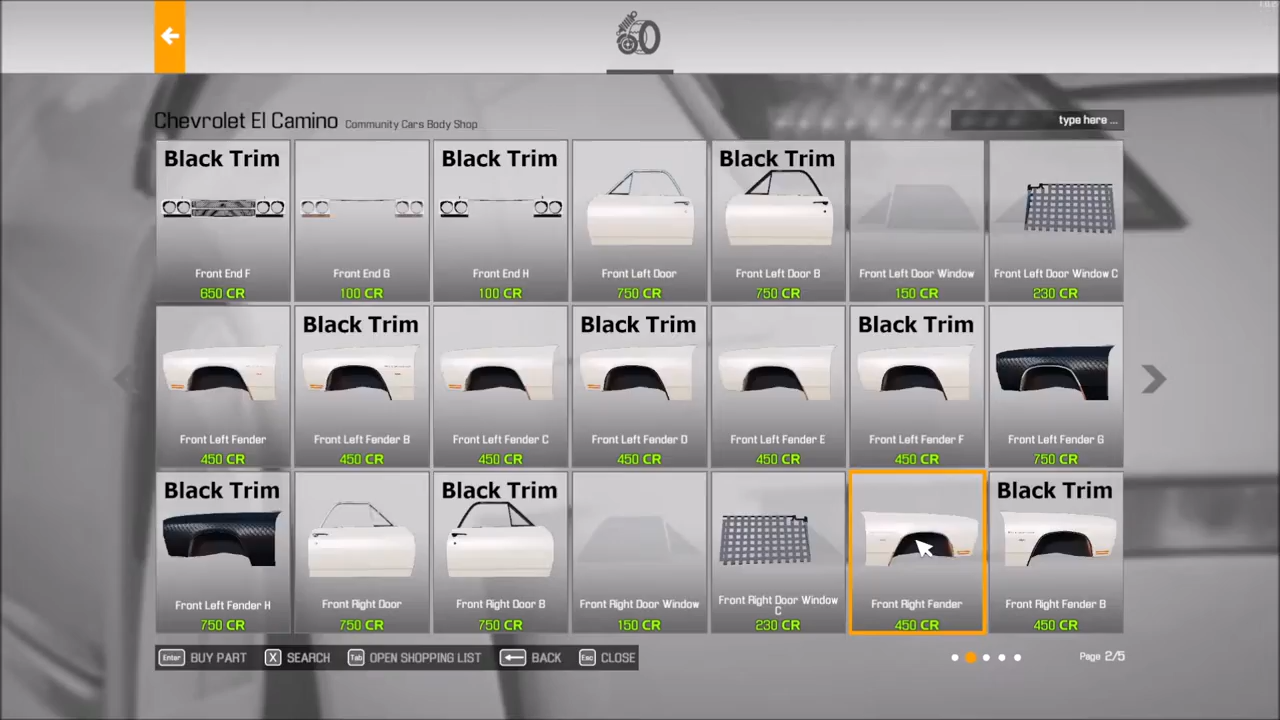 Chevrolet El Camino Community Cars Body Shop
type here ...
Black Trim
Front End F
650 CR
Front End G
100 CR
Black Trim
Front End H
100 CR
Front Left Door
750 CR
Black Trim
Front Left Door B
750 CR
Front Left Door Window
150 CR
Front Left Door Window C
230 CR
Front Left Fender
450 CR
Black Trim
Front Left Fender B
450 CR
Front Left Fender C
450 CR
Black Trim
Front Left Fender D
450 CR
Front Left Fender E
450 CR
Black Trim
Front Left Fender F
450 CR
Front Left Fender G
750 CR
Black Trim
Front Left Fender H
750 CR
Front Right Door
750 CR
Black Trim
Front Right Door B
750 CR
Front Right Door Window
150 CR
Front Right Door Window
C
230 CR
Front Right Fender
450 CR
Black Trim
Front Right Fender B
450 CR
Enter BUY PART X SEARCH Tab OPEN SHOPPING LIST BACK Esc CLOSE
Page 2/5